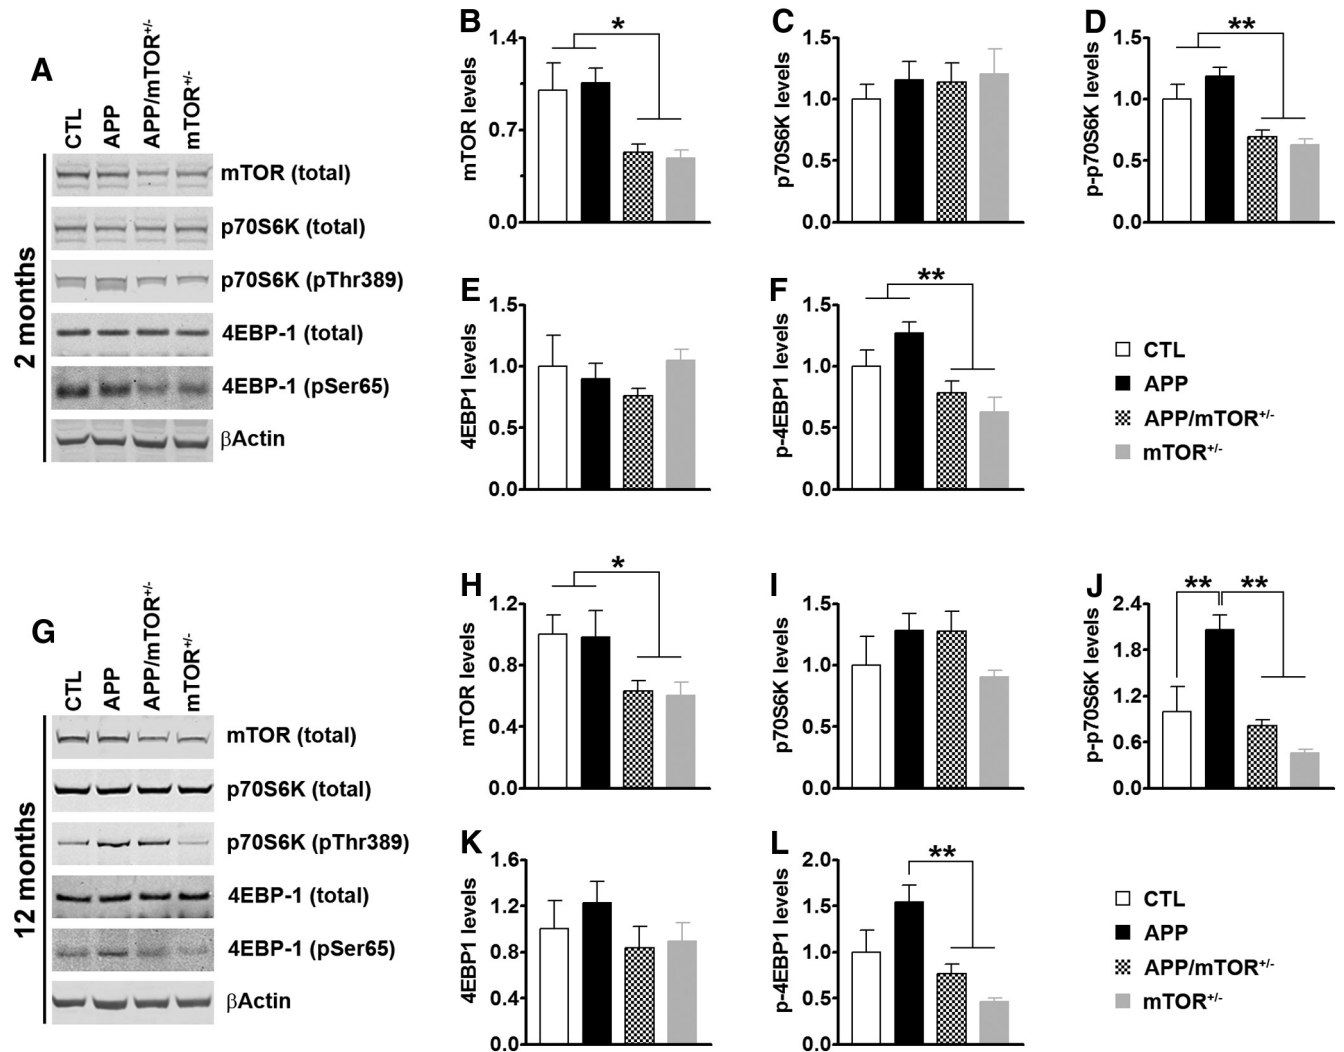 A
CTL
APP
APP/mTOR+/-
mTOR+/-
2 months
mTOR (total)
p70S6K (total)
p70S6K (pThr389)
4EBP-1 (total)
4EBP-1 (pSer65)
βActin
B
*
mTOR levels
1.4
0.7
0.0
C
p70S6K levels
1.5
1.0
0.5
0.0
D
**
p-p70S6K levels
1.5
1.0
0.5
0.0
E
4EBP1 levels
1.5
1.0
0.5
0.0
F
**
p-4EBP1 levels
1.5
1.0
0.5
0.0
CTL
APP
APP/mTOR+/-
mTOR+/-
G
CTL
APP
APP/mTOR+/-
mTOR+/-
12 months
mTOR (total)
p70S6K (total)
p70S6K (pThr389)
4EBP-1 (total)
4EBP-1 (pSer65)
βActin
H
*
mTOR levels
1.2
0.8
0.4
0.0
I
p70S6K levels
1.5
1.0
0.5
0.0
J
** **
p-p70S6K levels
2.4
1.8
1.2
0.6
0.0
K
4EBP1 levels
1.6
1.2
0.8
0.4
0.0
L
**
p-4EBP1 levels
2.0
1.5
1.0
0.5
0.0
CTL
APP
APP/mTOR+/-
mTOR+/-